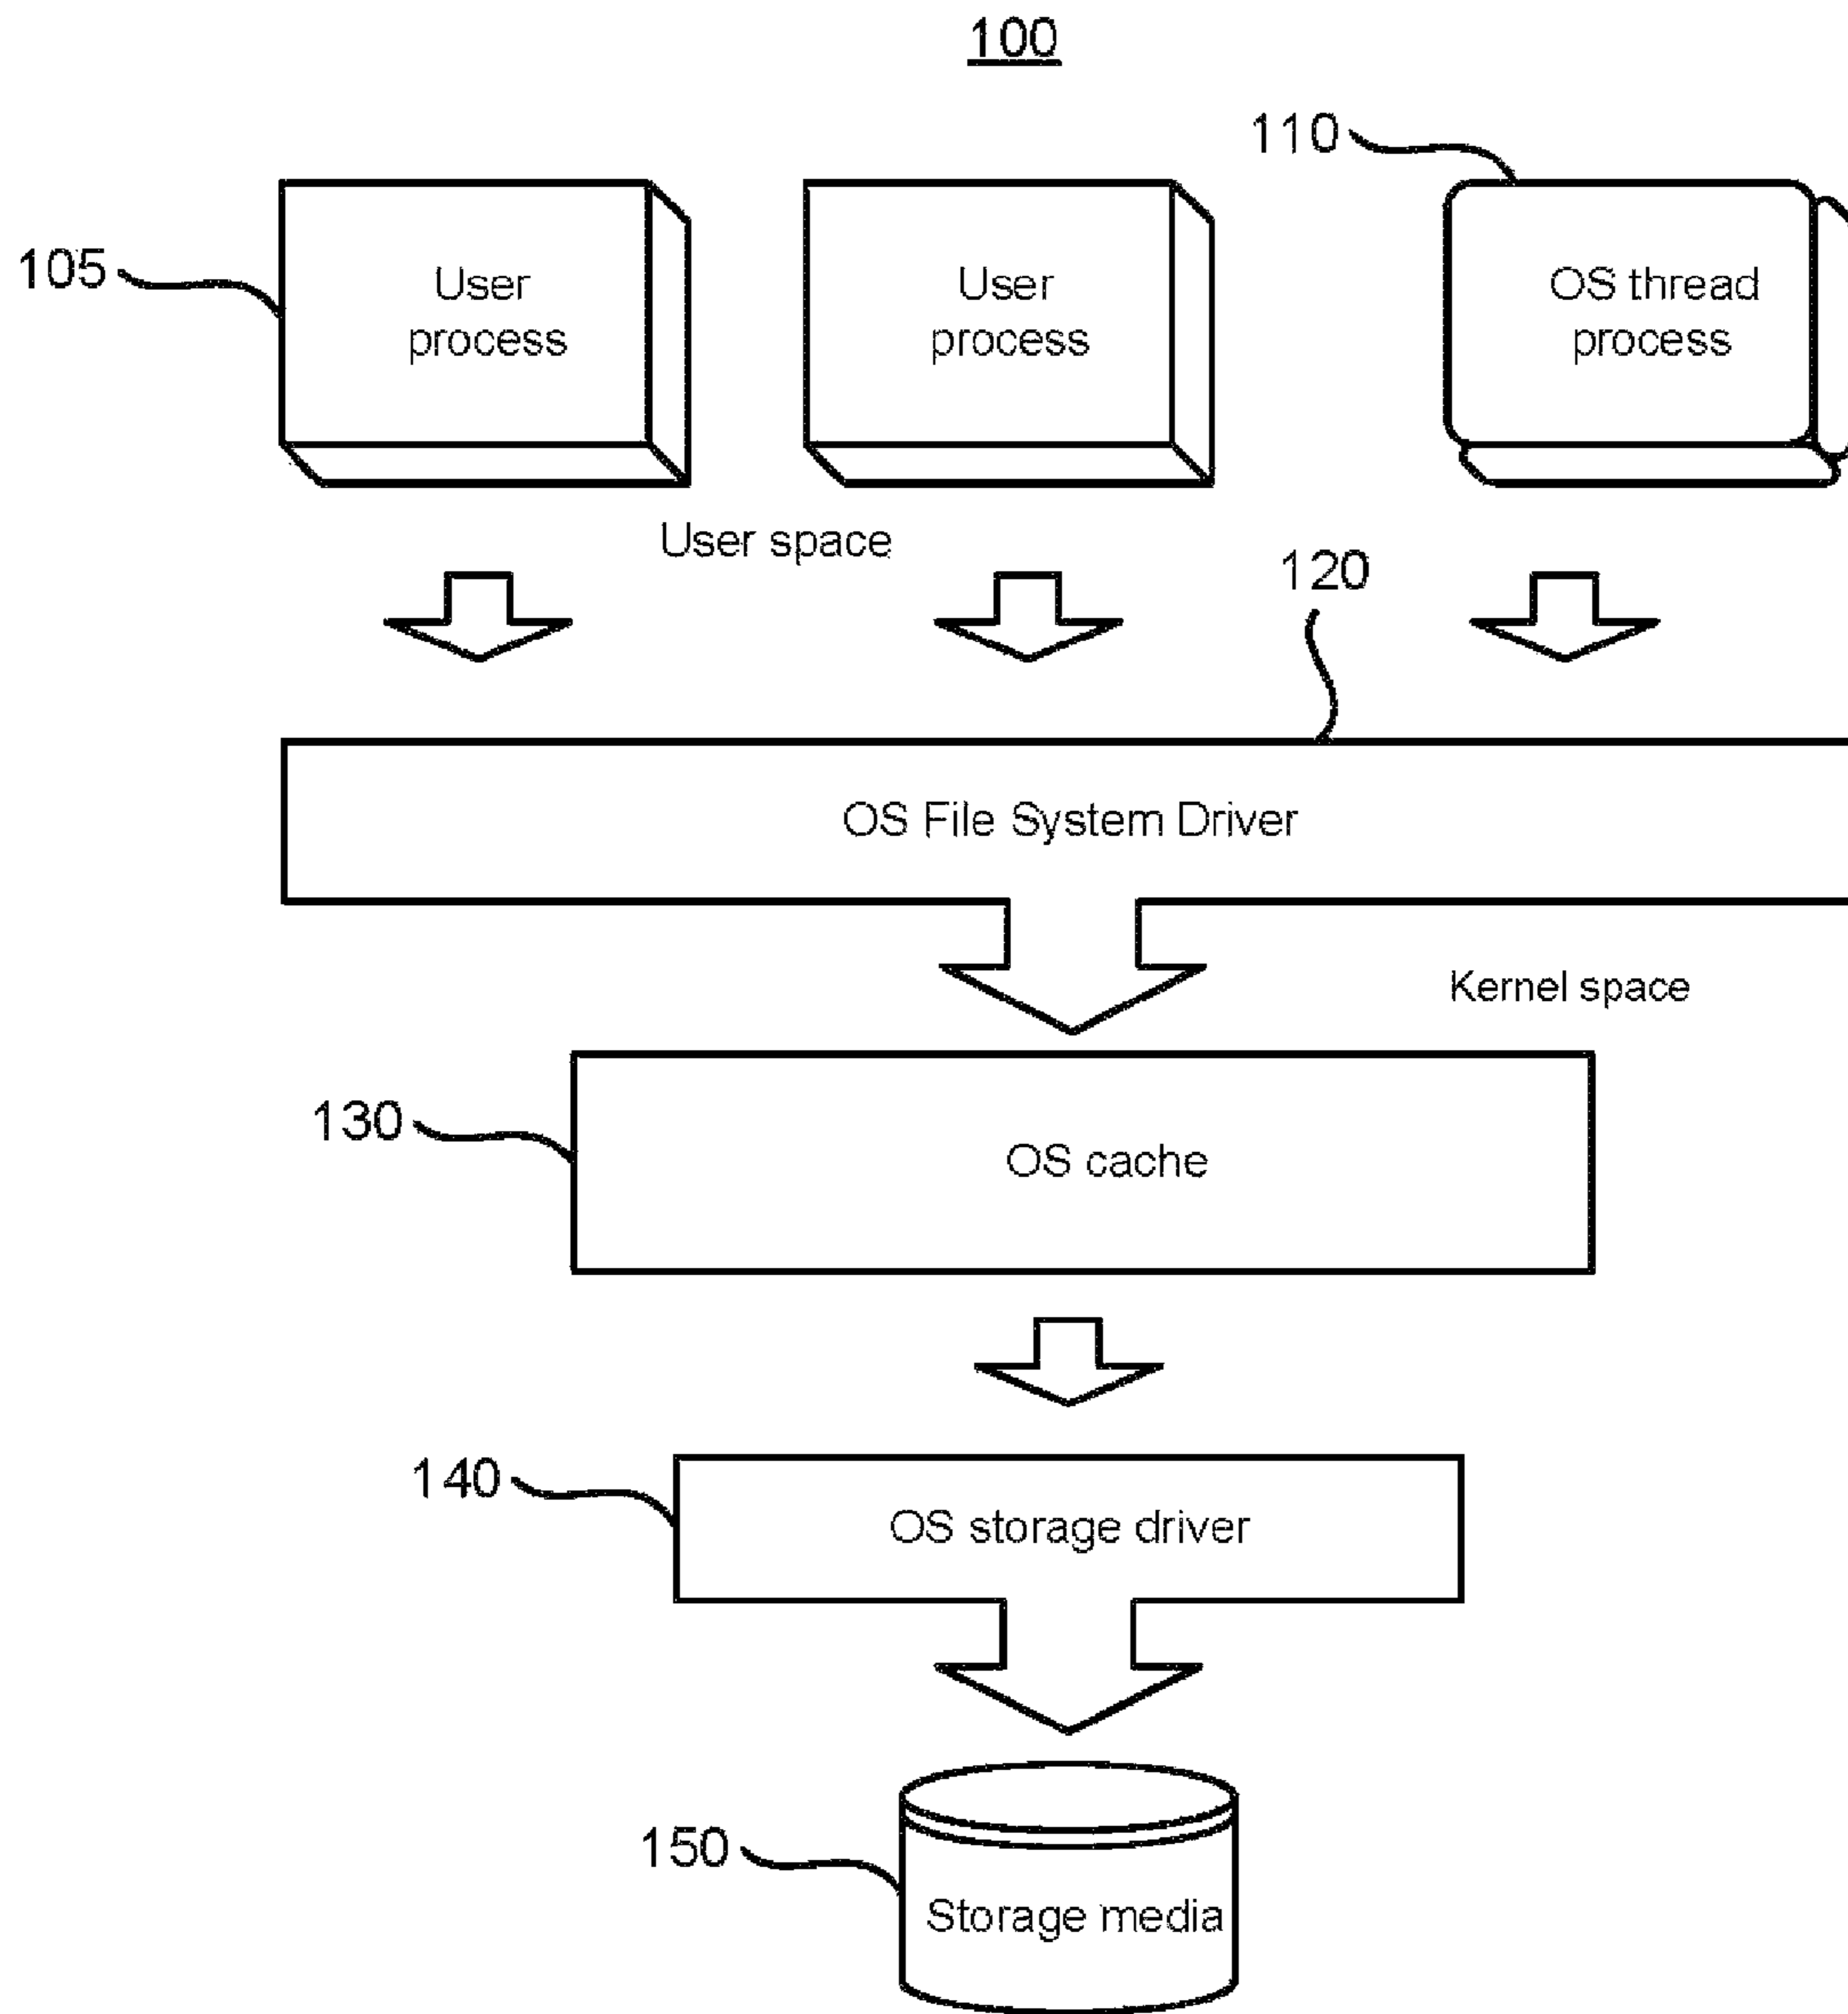 100
110
105
User
process
User
process
OS thread
process
User space
120
OS File System Driver
Kernel space
130
OS cache
140
OS storage driver
150
Storage media